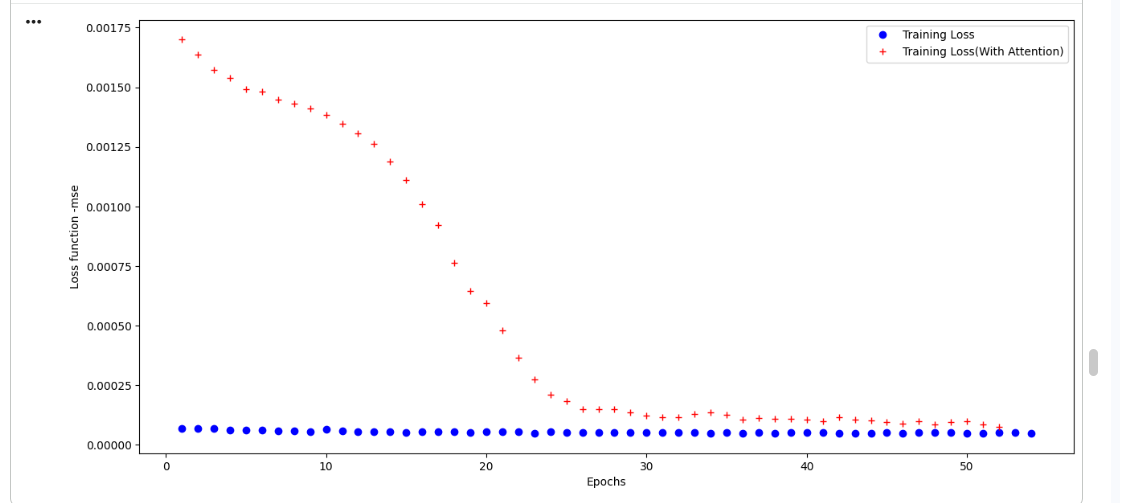 •••
0.00175
0.00150
0.00125
0.00100
0.00075
0.00050
0.00025
0.00000
Loss function -mse
Training Loss
Training Loss(With Attention)
0 10 20 30 40 50
Epochs